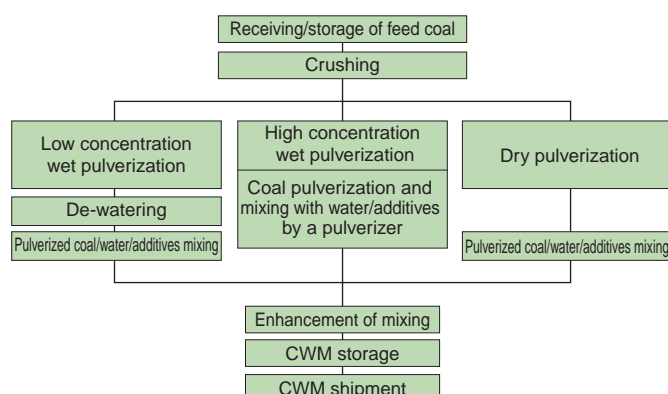 Receiving/storage of feed coal
Crushing
Low concentration
wet pulverization
De-watering
Pulverized coal/water/additives mixing
High concentration
wet pulverization
Coal pulverization and
mixing with water/additives
by a pulverizer
Dry pulverization
Pulverized coal/water/additives mixing
Enhancement of mixing
CWM storage
CWM shipment